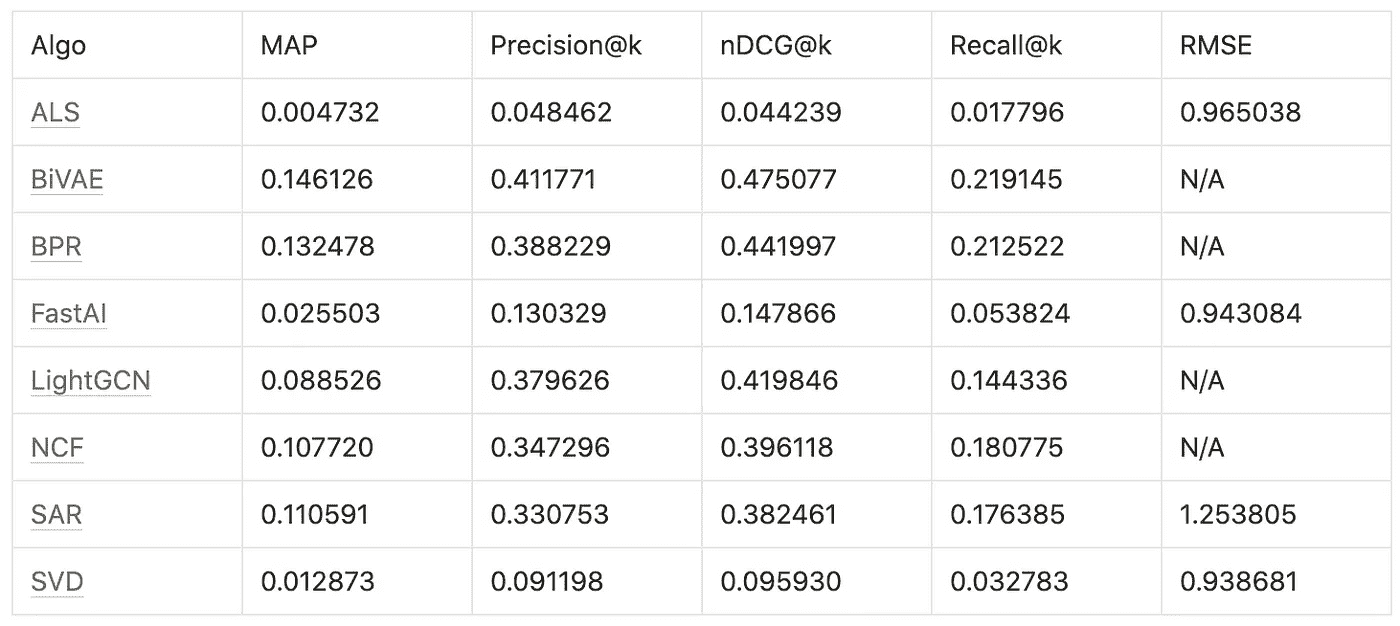 Algo MAP Precision@k nDCG@k Recall@k RMSE
ALS 0.004732 0.048462 0.044239 0.017796 0.965038
BiVAE 0.146126 0.411771 0.475077 0.219145 N/A
BPR 0.132478 0.388229 0.441997 0.212522 N/A
FastAI 0.025503 0.130329 0.147866 0.053824 0.943084
LightGCN 0.088526 0.379626 0.419846 0.144336 N/A
NCF 0.107720 0.347296 0.396118 0.180775 N/A
SAR 0.110591 0.330753 0.382461 0.176385 1.253805
SVD 0.012873 0.091198 0.095930 0.032783 0.938681